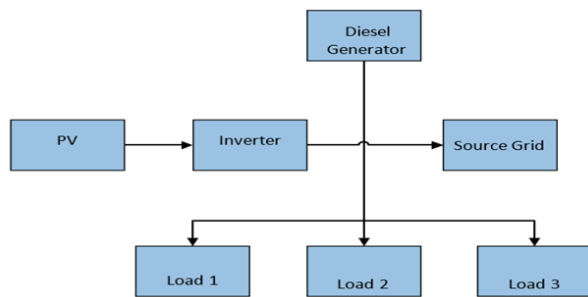 Diesel
Generator
PV
Inverter
Source Grid
Load 1
Load 2
Load 3